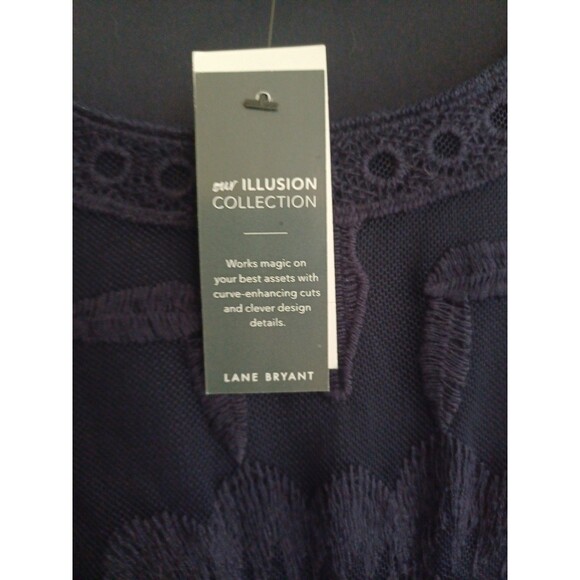 our ILLUSION
COLLECTION
Works magic on
your best assets with
curve-enhancing cuts
and clever design
details.
LANE BRYANT